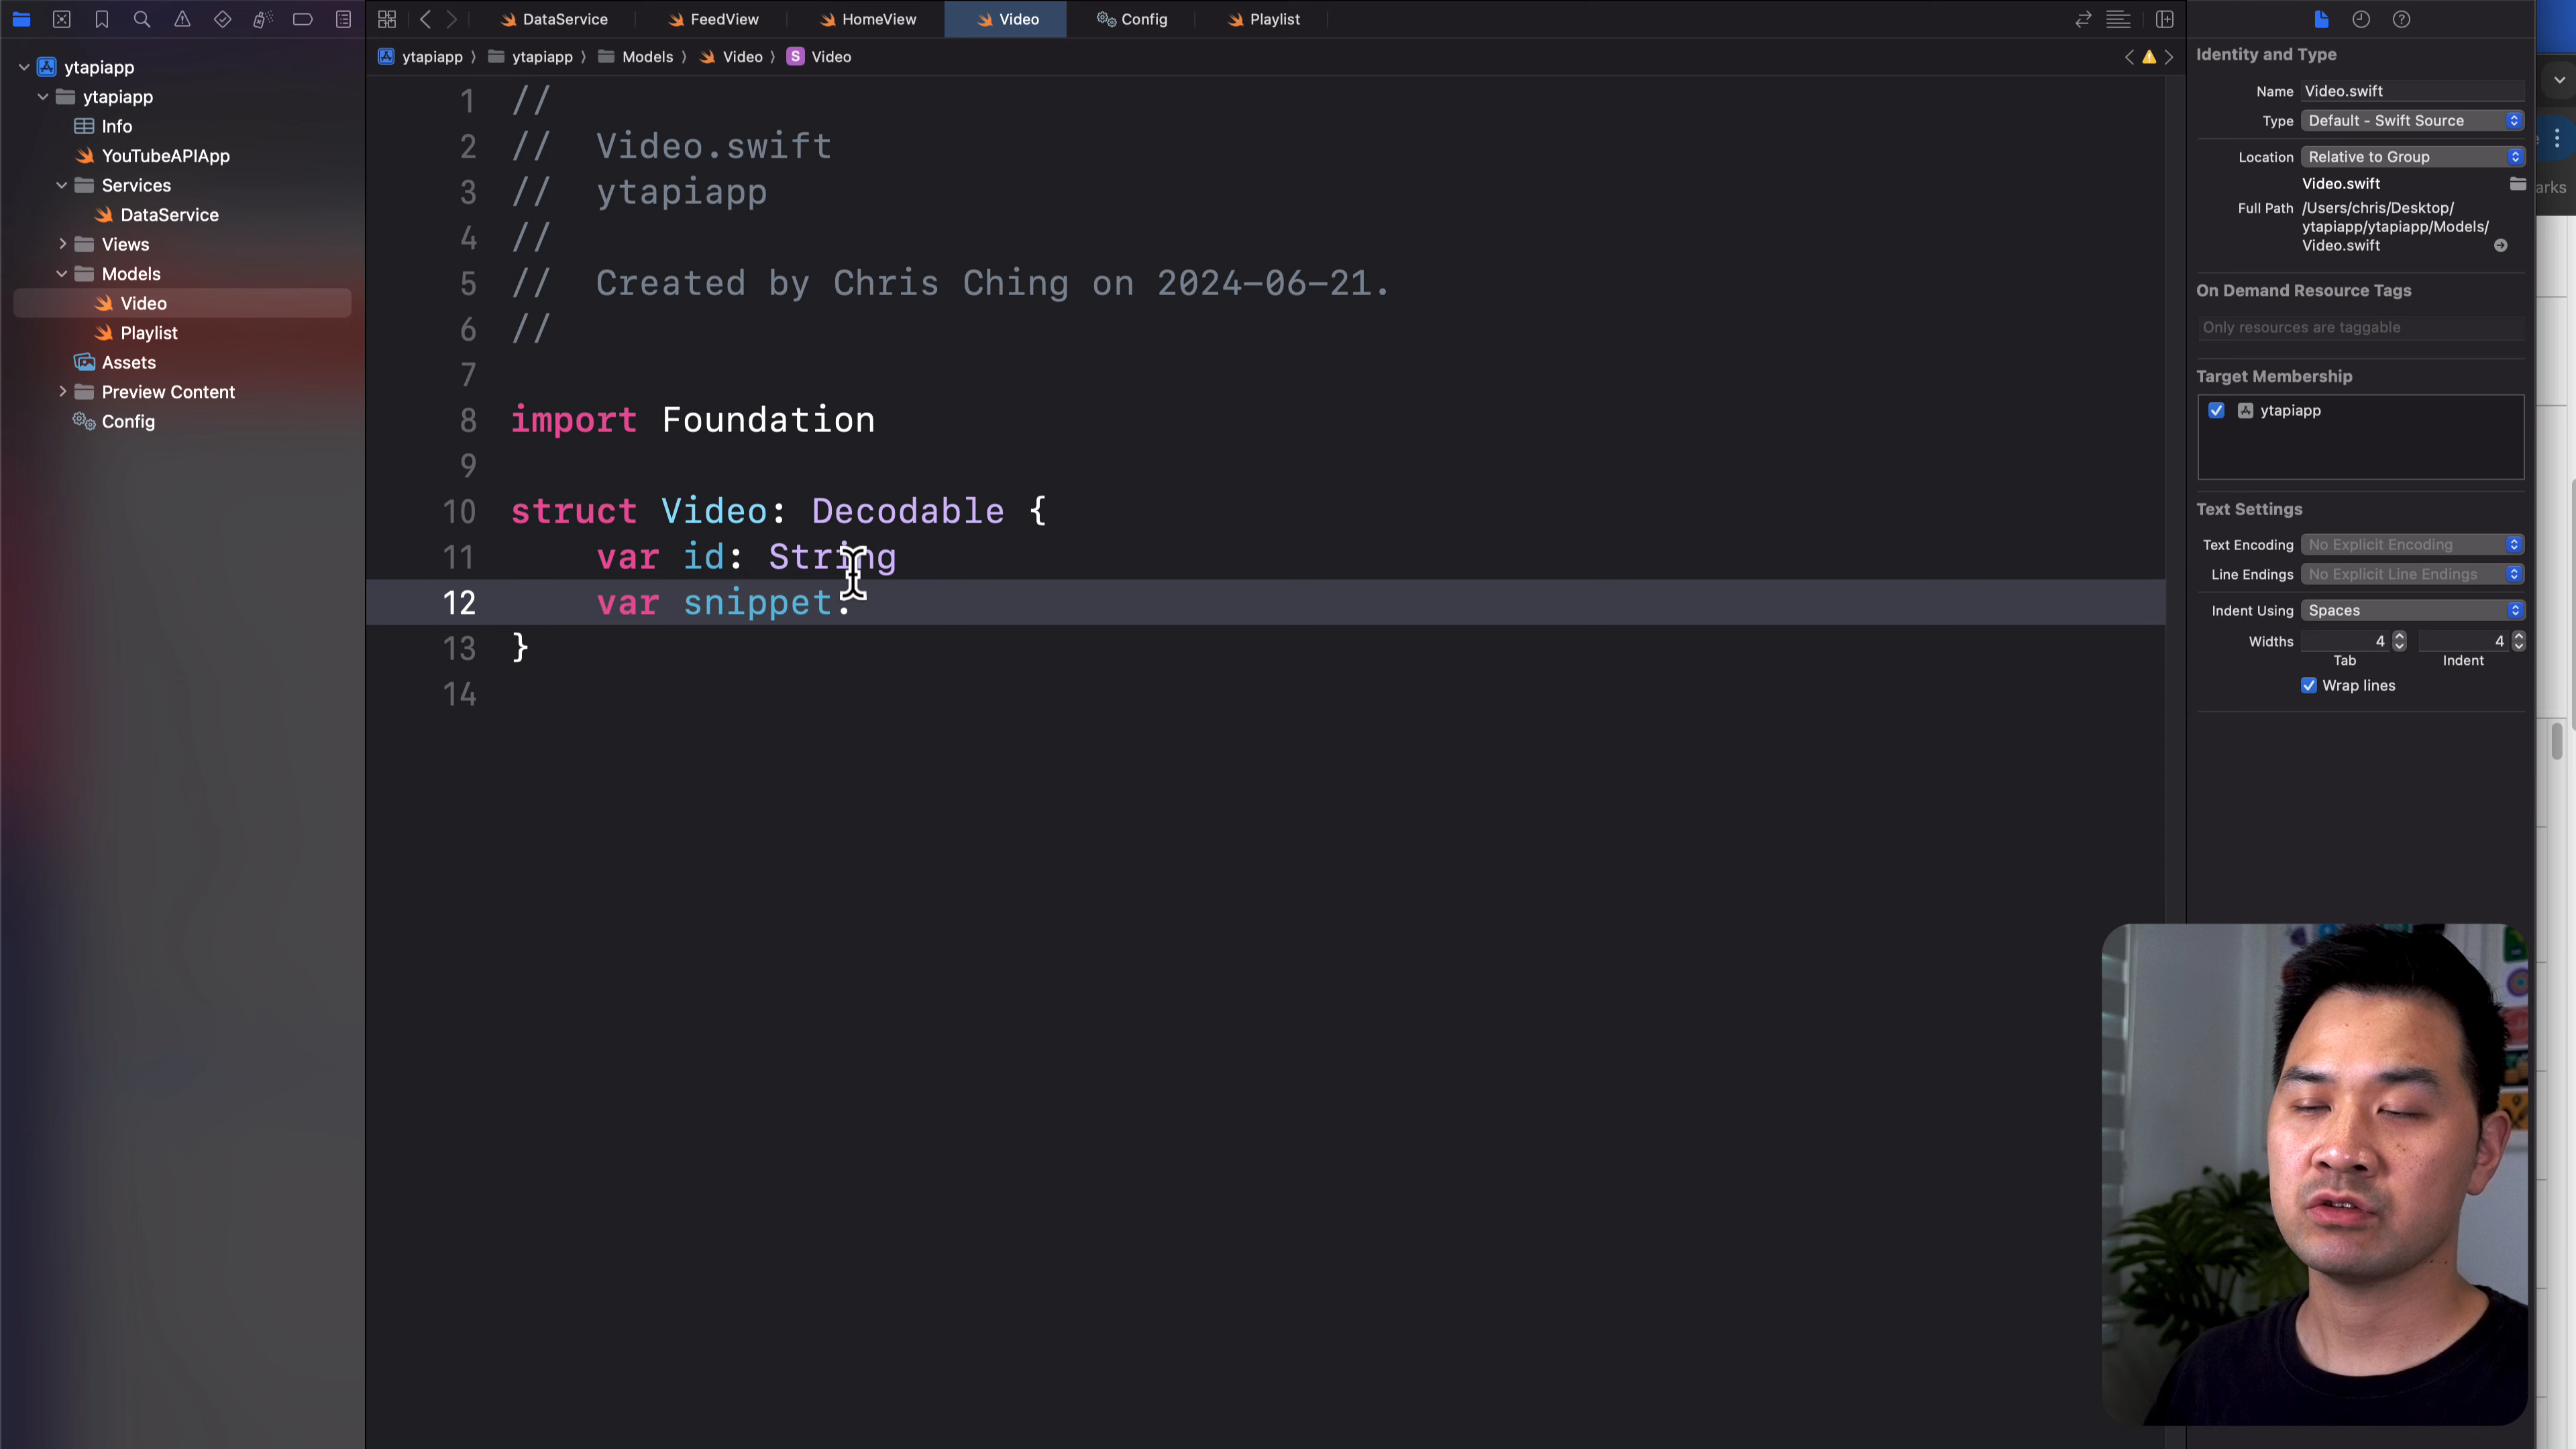 DataService
FeedView
HomeView
Video
Config
Playlist
ytapiapp
ytapiapp
Models
Video
S
Video
ytapiapp
ytapiapp
Info
YouTubeAPIApp
Services
DataService
Views
Models
Video
Playlist
Assets
Preview Content
Config
1 //
2 // Video.swift
3 // ytapiapp
4 //
5 // Created by Chris Ching on 2024-06-21.
6 //
7
8 import Foundation
9
10 struct Video: Decodable {
11 var id: String
12 var snippet:
13 }
14
Identity and Type
Name Video.swift
Type Default - Swift Source
Location Relative to Group
Video.swift
Full Path /Users/chris/Desktop/
ytapiapp/ytapiapp/Models/
Video.swift
On Demand Resource Tags
Only resources are taggable
Target Membership
ytapiapp
Text Settings
Text Encoding No Explicit Encoding
Line Endings No Explicit Line Endings
Indent Using Spaces
Widths 4 4
Tab Indent
Wrap lines
arks